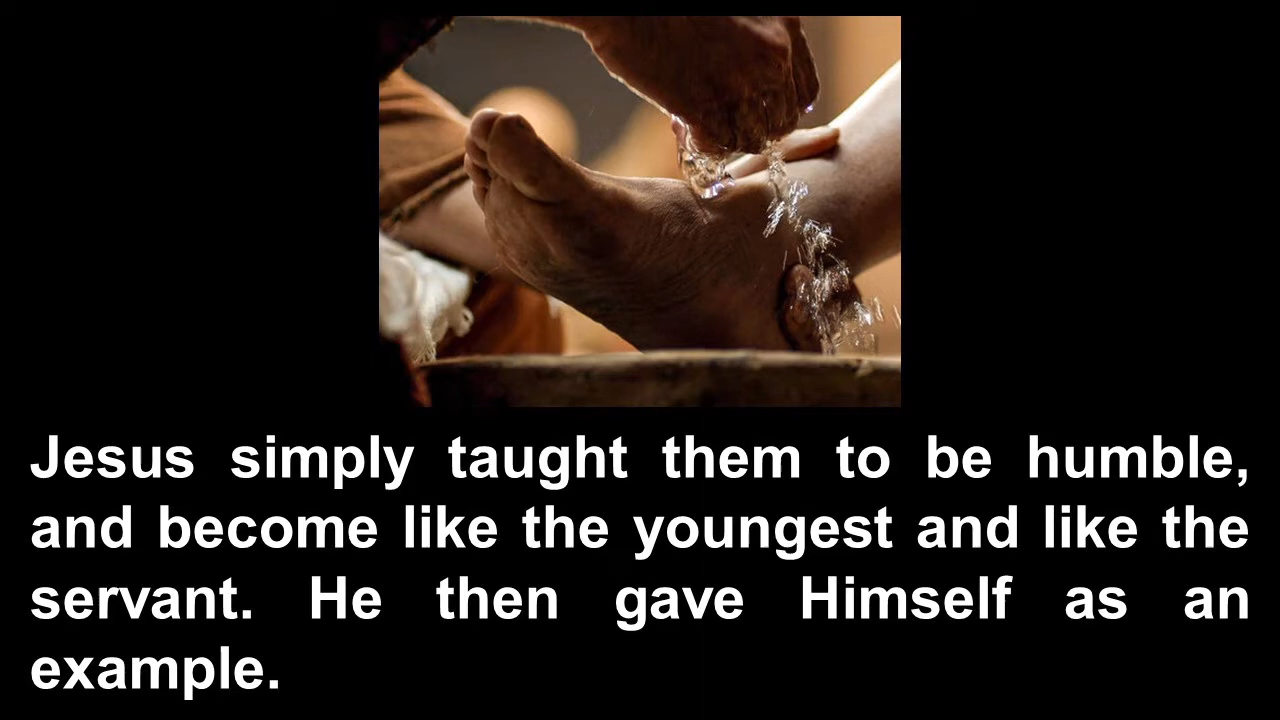 Jesus simply taught them to be humble,
and become like the youngest and like the
servant. He then gave Himself as an
example.